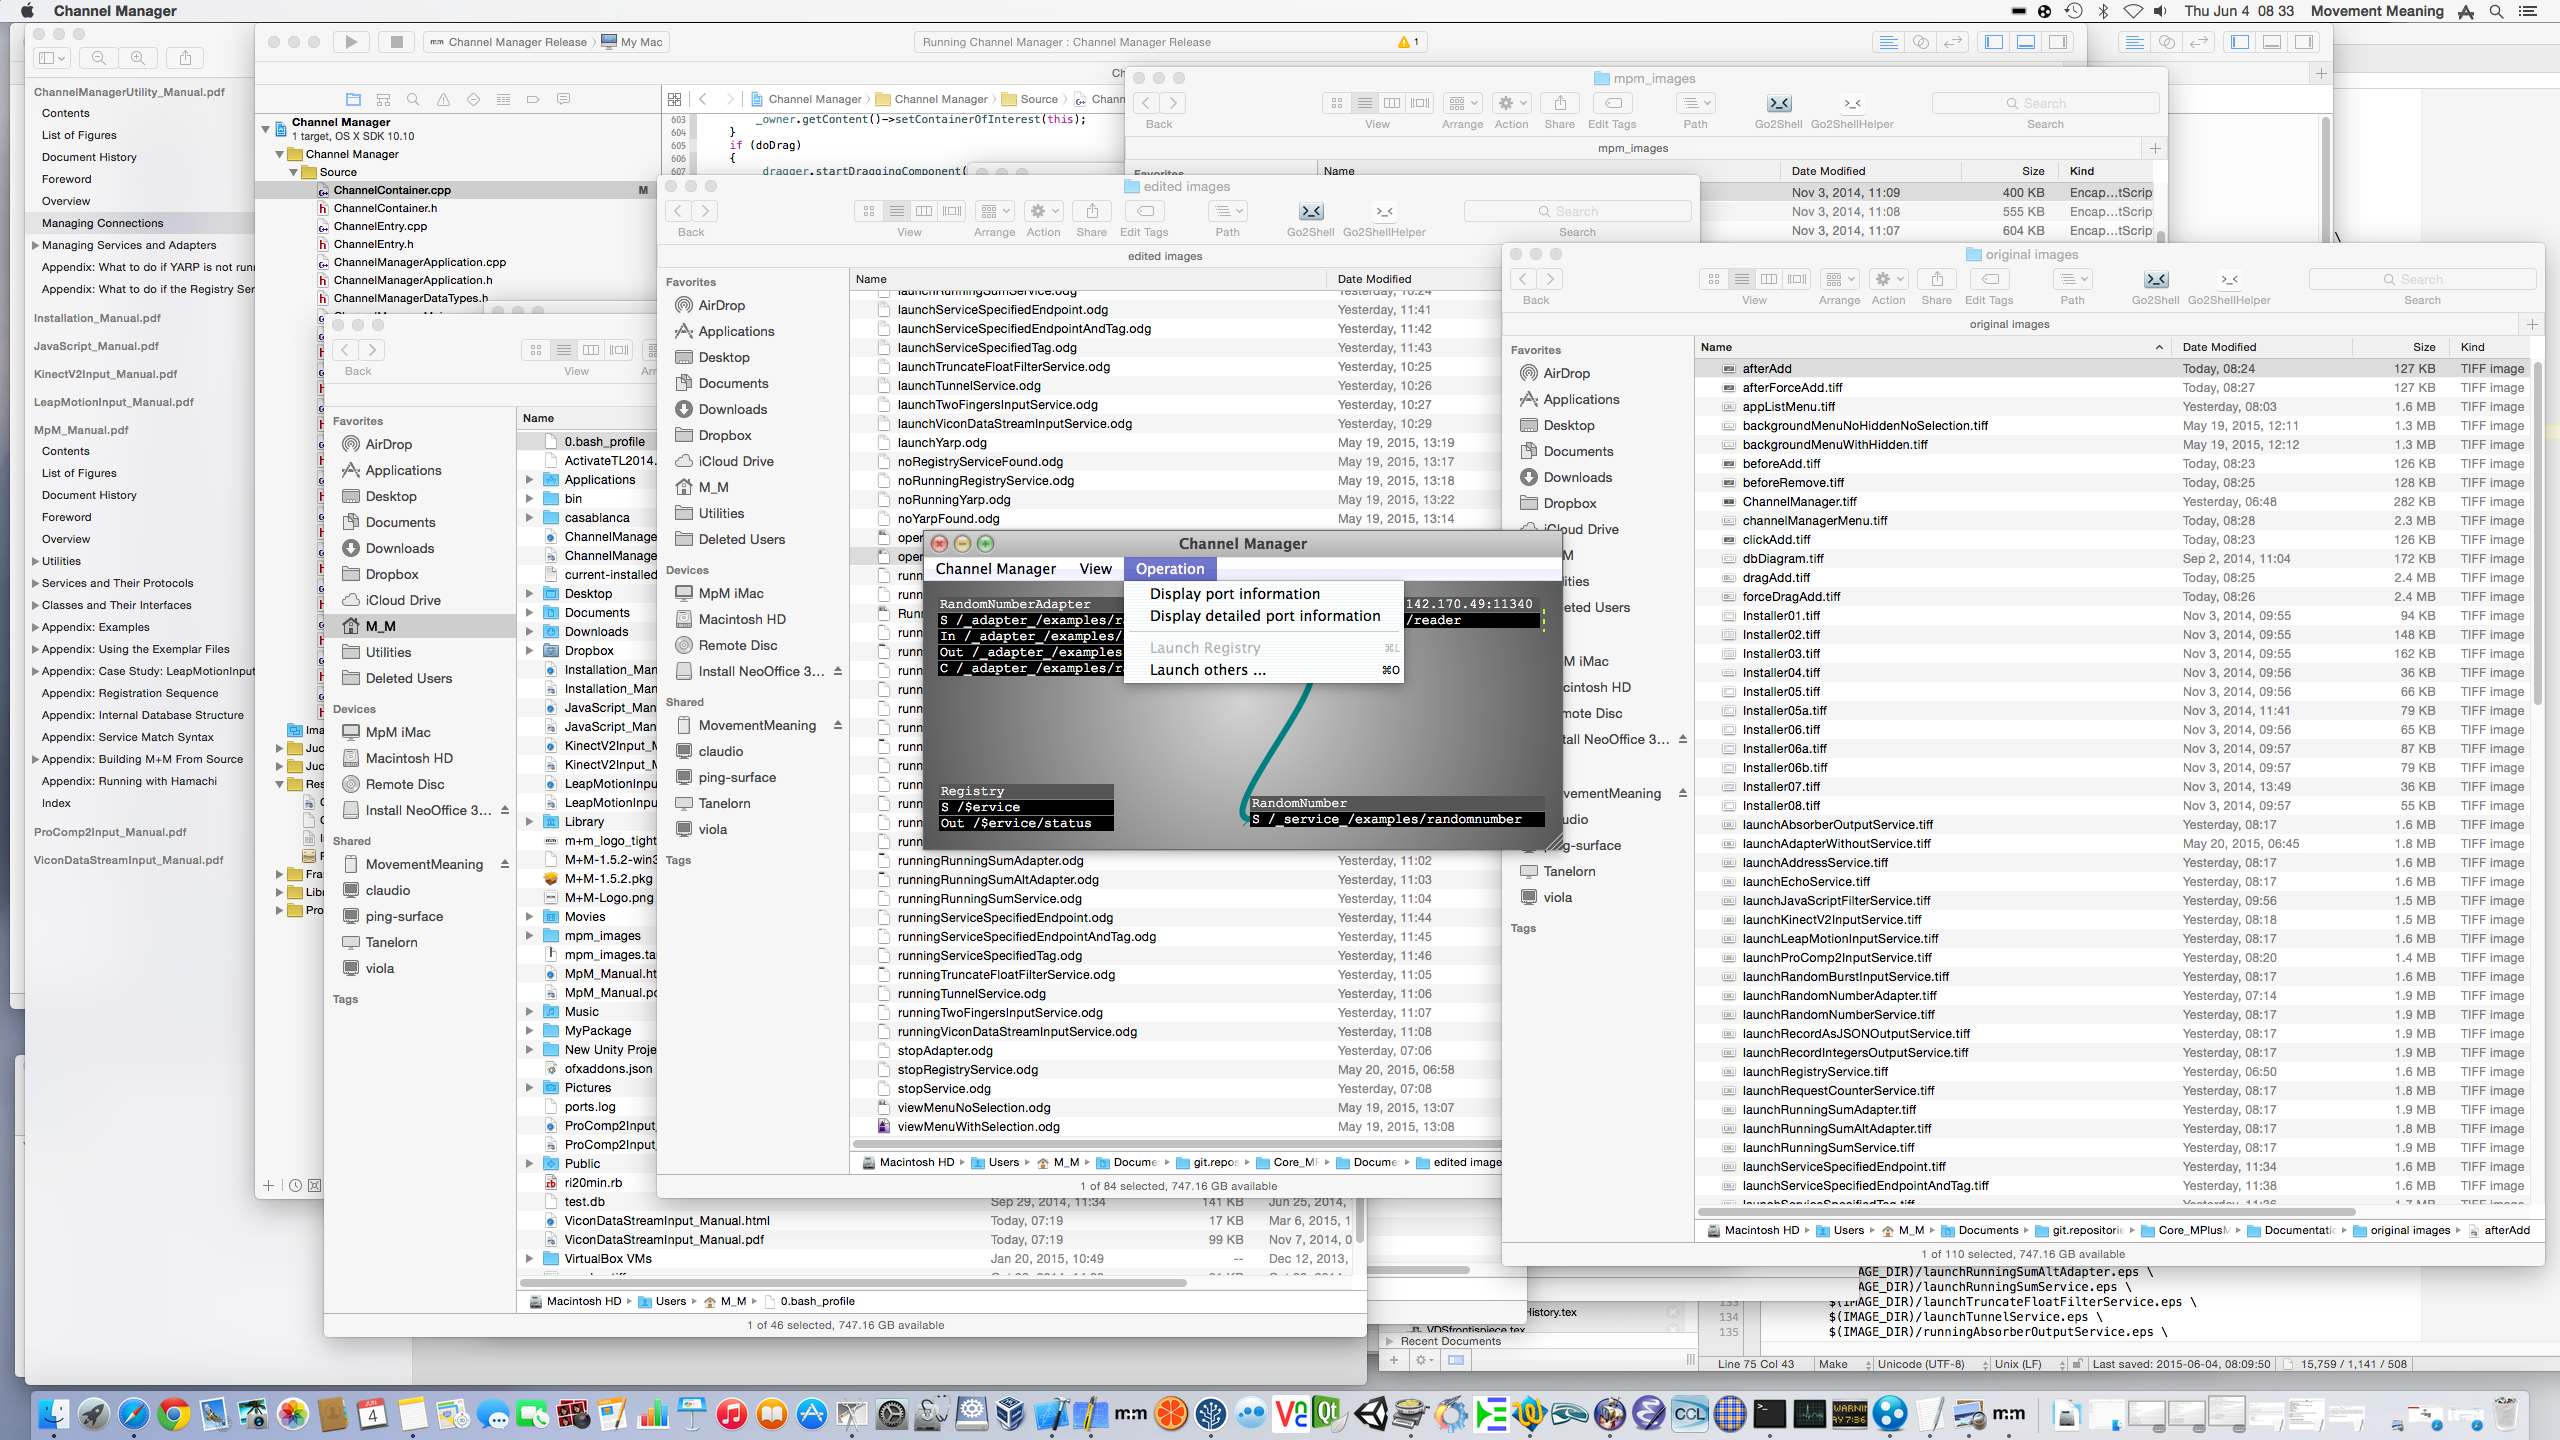 Channel Manager
Thu Jun 4 08 33 Movement Meaning
Channel Manager Release
My Mac
Running Channel Manager : Channel Manager Release
1
ChannelManagerUtility_Manual.pdf
Contents
List of Figures
Document History
Foreword
Overview
Managing Connections
Managing Services and Adapters
Appendix: What to do if YARP is not
Appendix: What to do if the Registry
Installation_Manual.pdf
JavaScript_Manual.pdf
KinectV2Input_Manual.pdf
LeapMotionInput_Manual.pdf
MpM_Manual.pdf
Contents
List of Figures
Document History
Foreword
Overview
Utilities
Services and Their Protocols
Classes and Their Interfaces
Appendix: Examples
Appendix: Using the Exemplar Files
Appendix: Case Study: LeapMotionInput
Appendix: Registration Sequence
Appendix: Internal Database Structure
Appendix: Service Match Syntax
Appendix: Building M+M From Source
Appendix: Running with Hamachi
Index
ProComp2Input_Manual.pdf
ViconDataStreamInput_Manual.pdf
Channel Manager
1 target, OS X SDK 10.10
Channel Manager
Source
ChannelContainer.cpp M
ChannelContainer.h
ChannelEntry.cpp
ChannelEntry.h
ChannelManagerApplication.cpp
ChannelManagerApplication.h
ChannelManagerDataTypes.h
Channel Manager Channel Manager Source
603 _owner.getContent()->setContainerOfInterest(this);
604 }
605 if (doDrag)
606 {
607 dragger.startDraggingComponent(
mpm_images
Back View Arrange Action Share Edit Tags Path Go2Shell Go2ShellHelper Search
mpm_images
Name Date Modified Size Kind
Nov 3, 2014, 11:09 400 KB Encap...tScrip
Nov 3, 2014, 11:08 555 KB Encap...tScrip
Nov 3, 2014, 11:07 604 KB Encap...tScrip
edited images
Back View Arrange Action Share Edit Tags Path Go2Shell Go2ShellHelper Search
edited images
Favorites
AirDrop
Applications
Desktop
Documents
Downloads
Dropbox
iCloud Drive
M_M
Utilities
Deleted Users
Devices
MpM iMac
Macintosh HD
Remote Disc
Install NeoOffice 3...
Shared
MovementMeaning
claudio
ping-surface
Tanelorn
viola
Tags
Name Date Modified
launchRunningSumService.odg Yesterday, 10:24
launchServiceSpecifiedEndpoint.odg Yesterday, 11:41
launchServiceSpecifiedEndpointAndTag.odg Yesterday, 11:42
launchServiceSpecifiedTag.odg Yesterday, 11:43
launchTruncateFloatFilterService.odg Yesterday, 10:25
launchTunnelService.odg Yesterday, 10:26
launchTwoFingersInputService.odg Yesterday, 10:27
launchViconDataStreamInputService.odg Yesterday, 10:29
launchYarp.odg May 19, 2015, 13:19
noRegistryServiceFound.odg May 19, 2015, 13:17
noRunningRegistryService.odg May 19, 2015, 13:18
noRunningYarp.odg May 19, 2015, 13:22
noYarpFound.odg May 19, 2015, 13:14
runningRunningSumAdapter.odg Yesterday, 11:02
runningRunningSumAltAdapter.odg Yesterday, 11:03
runningRunningSumService.odg Yesterday, 11:04
runningServiceSpecifiedEndpoint.odg Yesterday, 11:44
runningServiceSpecifiedEndpointAndTag.odg Yesterday, 11:45
runningServiceSpecifiedTag.odg Yesterday, 11:46
runningTruncateFloatFilterService.odg Yesterday, 11:05
runningTunnelService.odg Yesterday, 11:06
runningTwoFingersInputService.odg Yesterday, 11:07
runningViconDataStreamInputService.odg Yesterday, 11:08
stopAdapter.odg Yesterday, 07:06
stopRegistryService.odg May 20, 2015, 06:58
stopService.odg Yesterday, 07:08
viewMenuNoSelection.odg May 19, 2015, 13:07
viewMenuWithSelection.odg May 19, 2015, 13:08
Macintosh HD Users M_M Docume git.repos Core_MP Docume edited image
1 of 84 selected, 747.16 GB available
Channel Manager
Channel Manager View Operation
Display port information
Display detailed port information
Launch Registry ⌘L
Launch others ... ⌘O
RandomNumberAdapter
S /_adapter_/examples/r
In /_adapter_/examples/
Out /_adapter_/examples
C /_adapter_/examples/r
142.170.49:11340
/reader
Registry
S /$ervice
Out /$ervice/status
RandomNumber
S /_service_/examples/randomnumber
Back View
Favorites
AirDrop
Applications
Desktop
Documents
Downloads
Dropbox
iCloud Drive
M_M
Utilities
Deleted Users
Devices
MpM iMac
Macintosh HD
Remote Disc
Install NeoOffice 3...
Shared
MovementMeaning
claudio
ping-surface
Tanelorn
viola
Tags
Name
0.bash_profile
ActivateTL2014.
Applications
bin
casablanca
ChannelManage
ChannelManage
current-installed
Desktop
Documents
Downloads
Dropbox
Installation_Man
Installation_Man
JavaScript_Man
JavaScript_Man
KinectV2Input_M
KinectV2Input_M
LeapMotionInput
LeapMotionInput
Library
m+m_logo_tight
M+M-1.5.2-win3
M+M-1.5.2.pkg
M+M-Logo.png
Movies
mpm_images
mpm_images.ta
MpM_Manual.ht
MpM_Manual.pd
Music
MyPackage
New Unity Proje
ofxaddons.json
Pictures
ports.log
ProComp2Input_
ProComp2Input_
Public
ri20min.rb
test.db Sep 29, 2014, 11:34 141 KB Jun 25, 2014,
ViconDataStreamInput_Manual.html Today, 07:19 17 KB Mar 6, 2015, 1
ViconDataStreamInput_Manual.pdf Today, 07:19 99 KB Nov 7, 2014, 0
VirtualBox VMs Jan 20, 2015, 10:49 -- Dec 12, 2013,
Macintosh HD Users M_M 0.bash_profile
1 of 46 selected, 747.16 GB available
original images
Back View Arrange Action Share Edit Tags Path Go2Shell Go2ShellHelper Search
original images
Favorites
AirDrop
Applications
Desktop
Documents
Downloads
Dropbox
iCloud Drive
Tanelorn
viola
Tags
Name Date Modified Size Kind
afterAdd Today, 08:24 127 KB TIFF image
afterForceAdd.tiff Today, 08:27 127 KB TIFF image
appListMenu.tiff Yesterday, 08:03 1.6 MB TIFF image
backgroundMenuNoHiddenNoSelection.tiff May 19, 2015, 12:11 1.3 MB TIFF image
backgroundMenuWithHidden.tiff May 19, 2015, 12:12 1.3 MB TIFF image
beforeAdd.tiff Today, 08:23 126 KB TIFF image
beforeRemove.tiff Today, 08:25 128 KB TIFF image
ChannelManager.tiff Yesterday, 06:48 282 KB TIFF image
channelManagerMenu.tiff Today, 08:28 2.3 MB TIFF image
clickAdd.tiff Today, 08:23 126 KB TIFF image
dbDiagram.tiff Sep 2, 2014, 11:04 172 KB TIFF image
dragAdd.tiff Today, 08:25 2.4 MB TIFF image
forceDragAdd.tiff Today, 08:26 2.4 MB TIFF image
Installer01.tiff Nov 3, 2014, 09:55 94 KB TIFF image
Installer02.tiff Nov 3, 2014, 09:55 148 KB TIFF image
Installer03.tiff Nov 3, 2014, 09:55 162 KB TIFF image
Installer04.tiff Nov 3, 2014, 09:56 36 KB TIFF image
Installer05.tiff Nov 3, 2014, 09:56 66 KB TIFF image
Installer05a.tiff Nov 3, 2014, 11:41 79 KB TIFF image
Installer06.tiff Nov 3, 2014, 09:56 65 KB TIFF image
Installer06a.tiff Nov 3, 2014, 09:57 87 KB TIFF image
Installer06b.tiff Nov 3, 2014, 09:57 79 KB TIFF image
Installer07.tiff Nov 17, 2014, 13:49 36 KB TIFF image
Installer08.tiff Nov 3, 2014, 09:57 55 KB TIFF image
launchAbsorberOutputService.tiff Yesterday, 08:17 1.6 MB TIFF image
launchAdapterWithoutService.tiff May 20, 2015, 06:45 1.8 MB TIFF image
launchAddressService.tiff Yesterday, 08:17 1.6 MB TIFF image
launchEchoService.tiff Yesterday, 08:17 1.6 MB TIFF image
launchJavaScriptFilterService.tiff Yesterday, 09:56 1.5 MB TIFF image
launchKinectV2InputService.tiff Yesterday, 08:18 1.5 MB TIFF image
launchLeapMotionInputService.tiff Yesterday, 08:17 1.6 MB TIFF image
launchProComp2InputService.tiff Yesterday, 08:20 1.4 MB TIFF image
launchRandomBurstInputService.tiff Yesterday, 08:17 1.6 MB TIFF image
launchRandomNumberAdapter.tiff Yesterday, 07:14 1.9 MB TIFF image
launchRandomNumberService.tiff Yesterday, 08:17 1.9 MB TIFF image
launchRecordAsJSONOutputService.tiff Yesterday, 08:17 1.9 MB TIFF image
launchRecordIntegersOutputService.tiff Yesterday, 08:17 1.9 MB TIFF image
launchRegistryService.tiff Yesterday, 06:50 1.6 MB TIFF image
launchRequestCounterService.tiff Yesterday, 08:17 1.8 MB TIFF image
launchRunningSumAdapter.tiff Yesterday, 08:17 1.9 MB TIFF image
launchRunningSumAltAdapter.tiff Yesterday, 08:17 1.8 MB TIFF image
launchRunningSumService.tiff Yesterday, 08:17 1.9 MB TIFF image
launchServiceSpecifiedEndpoint.tiff Yesterday, 11:34 1.6 MB TIFF image
launchServiceSpecifiedEndpointAndTag.tiff Yesterday, 11:38 1.6 MB TIFF image
launchServiceSpecifiedTag.tiff Yesterday, 11:36 1.7 MB TIFF image
Macintosh HD Users M_M Documents git.repositorie Core_MPlusM Documentatic original images afterAdd
1 of 110 selected, 747.16 GB available
AGE_DIR)/launchRunningSumAltAdapter.eps \
AGE_DIR)/launchRunningSumService.eps \
133 $(IMAGE_DIR)/launchTruncateFloatFilterService.eps \
134 $(IMAGE_DIR)/launchTunnelService.eps \
135 $(IMAGE_DIR)/runningAbsorberOutputService.eps \
History.tex
VDSfrontispiece.tex
Recent Documents
Line 75 Col 43 Make Unicode (UTF-8) Unix (LF) Last saved: 2015-06-04, 08:09:50 15,759 / 1,141 / 508
JUN 4
m:m
Qt
CCL
m:m